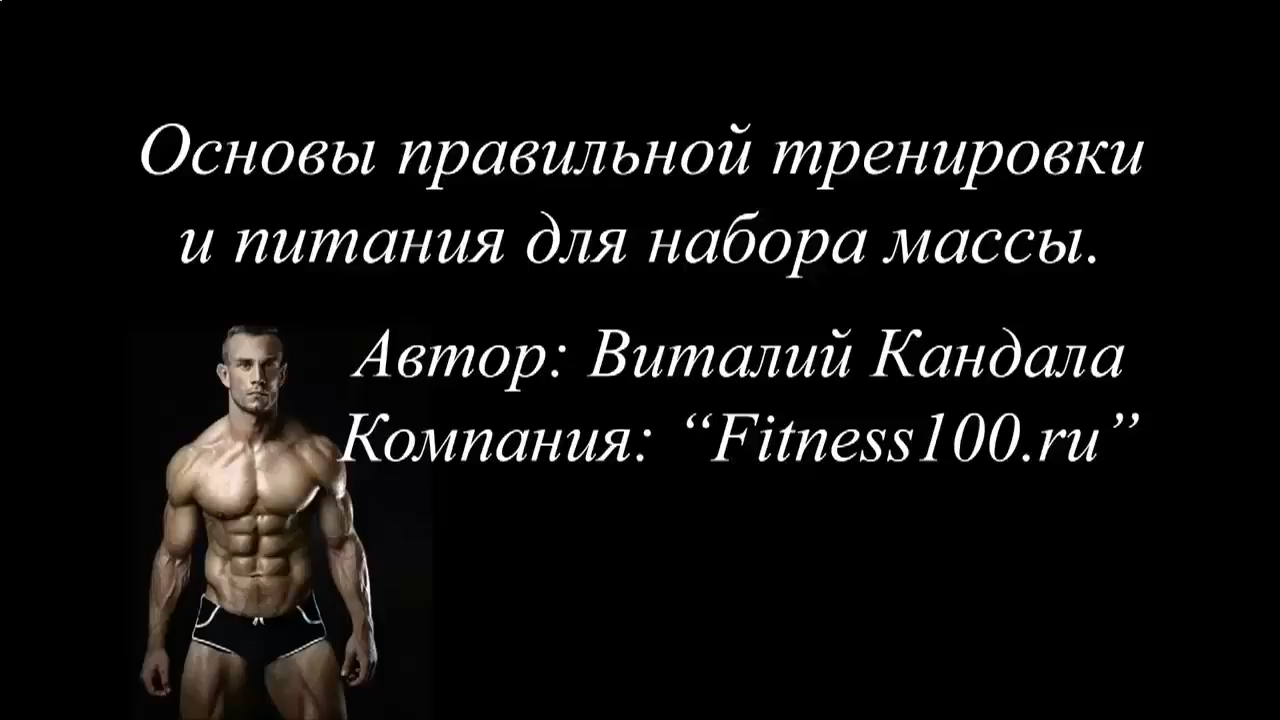 Основы правильной тренировки
и питания для набора массы.
Автор: Виталий Кандала
Компания: “Fitness100.ru”